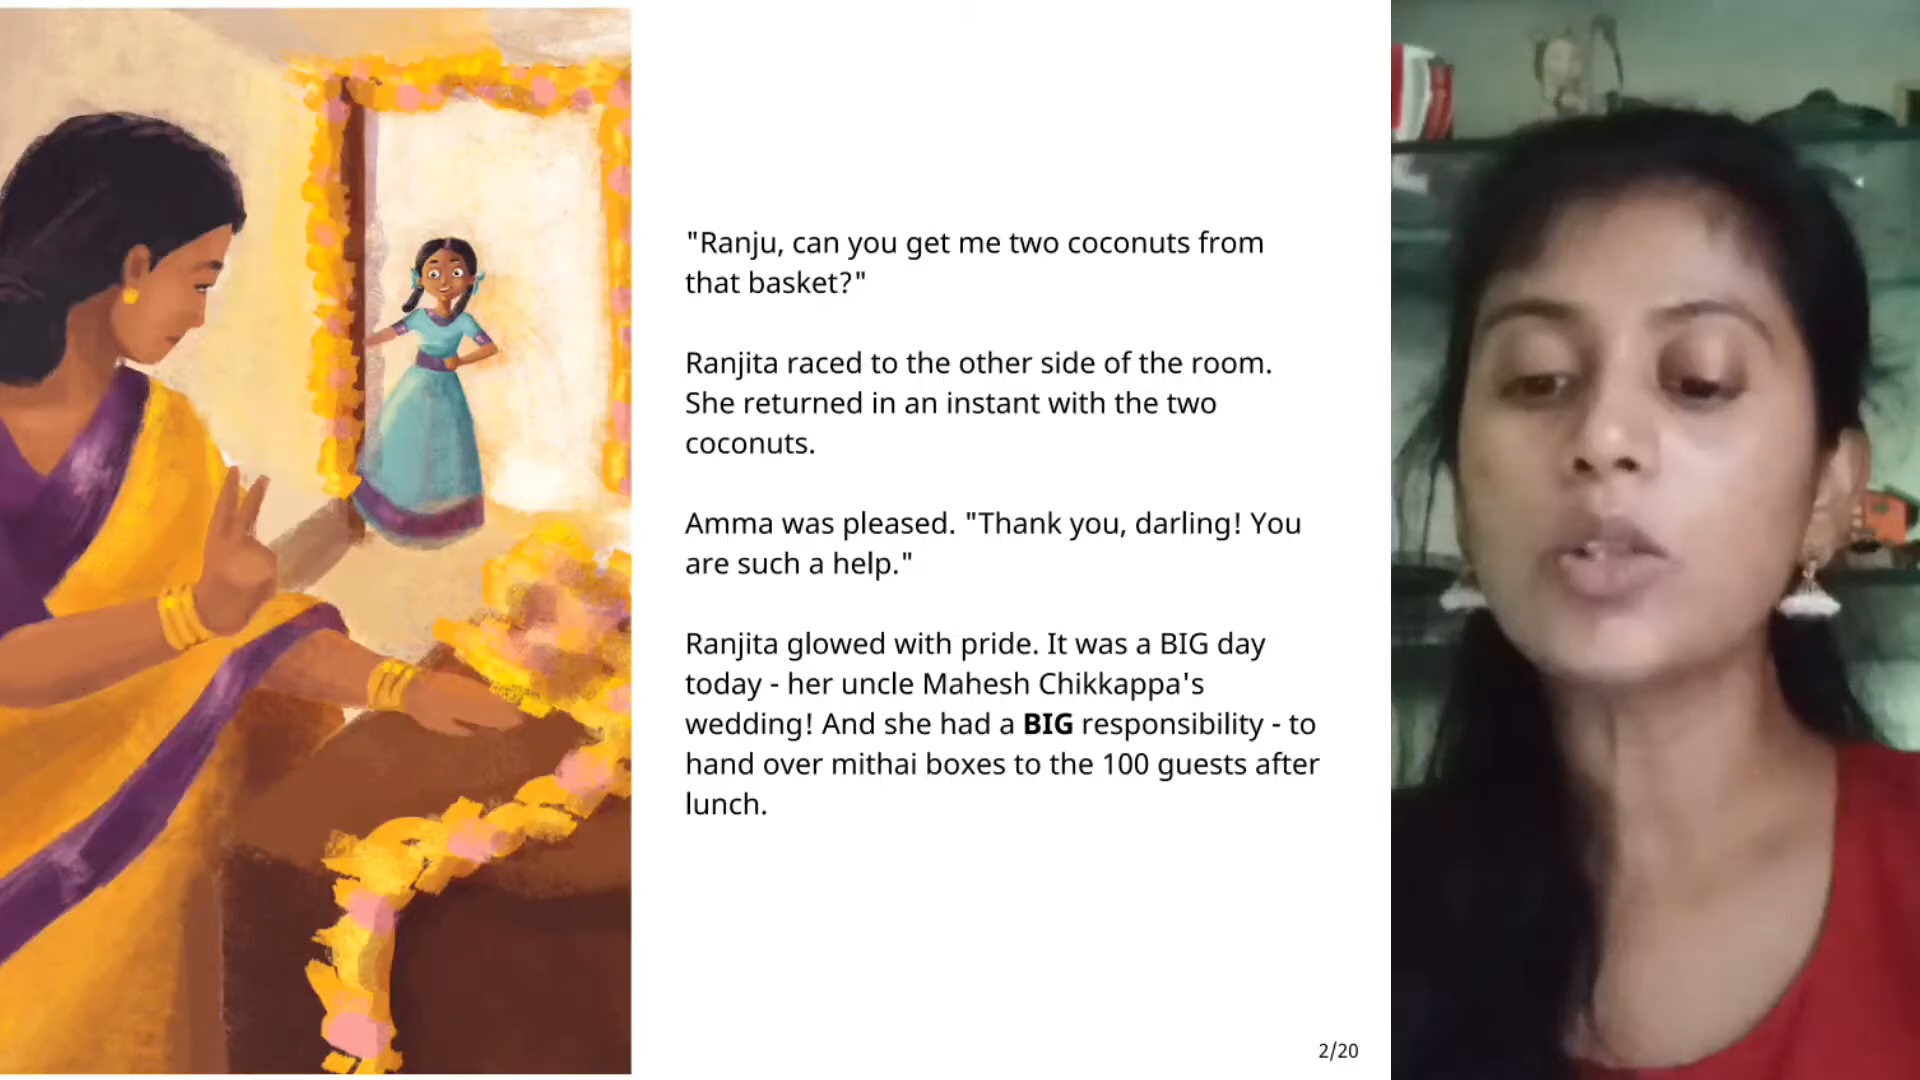 "Ranju, can you get me two coconuts from
that basket?"
Ranjita raced to the other side of the room.
She returned in an instant with the two
coconuts.
Amma was pleased. "Thank you, darling! You
are such a help."
Ranjita glowed with pride. It was a BIG day
today - her uncle Mahesh Chikkappa's
wedding! And she had a BIG responsibility - to
hand over mithai boxes to the 100 guests after
lunch.
2/20